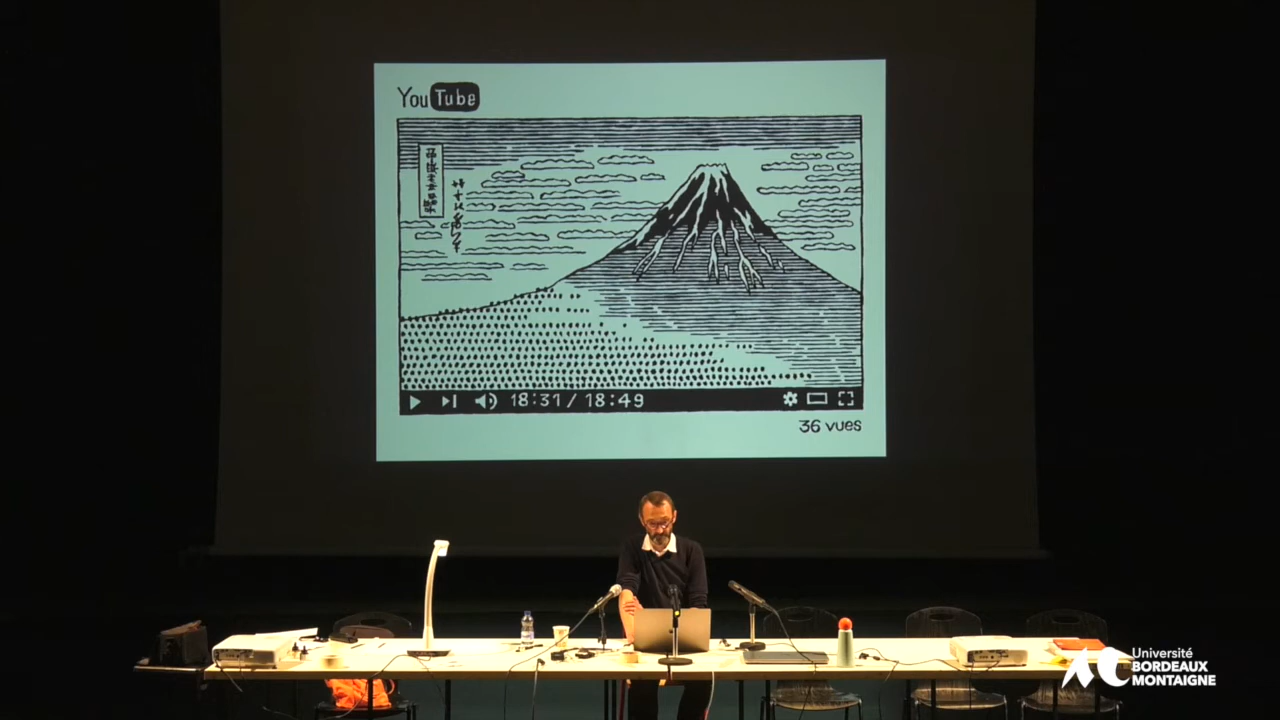 YouTube
18:31 / 18:49
36 vues
Université
BORDEAUX
MONTAIGNE